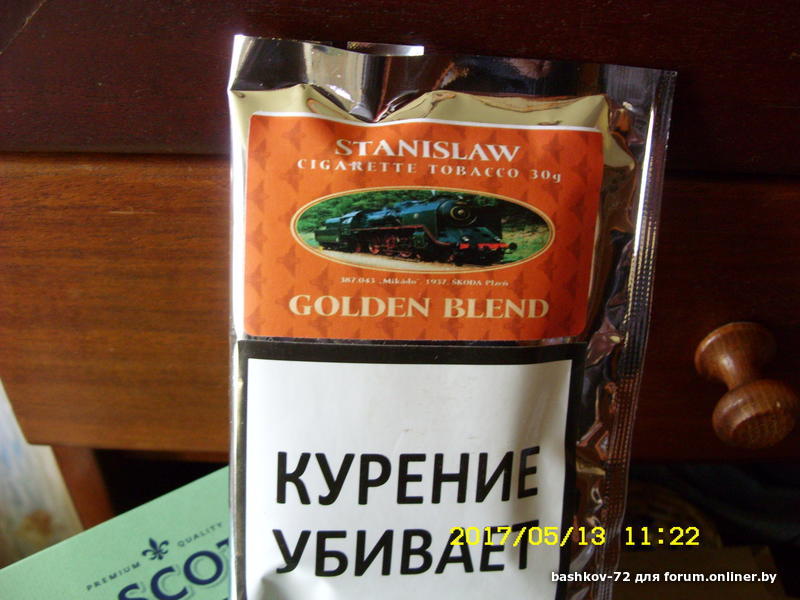 STANISLAW
CIGARETTE TOBACCO 30g
387.043 „Mikádo", 1937, ŠKODA Plzeň
GOLDEN BLEND
КУРЕНИЕ
УБИВАЕТ
2017/05/13 11:22
PREMIUM QUALITY
SCOT
bashkov-72 для forum.onliner.by